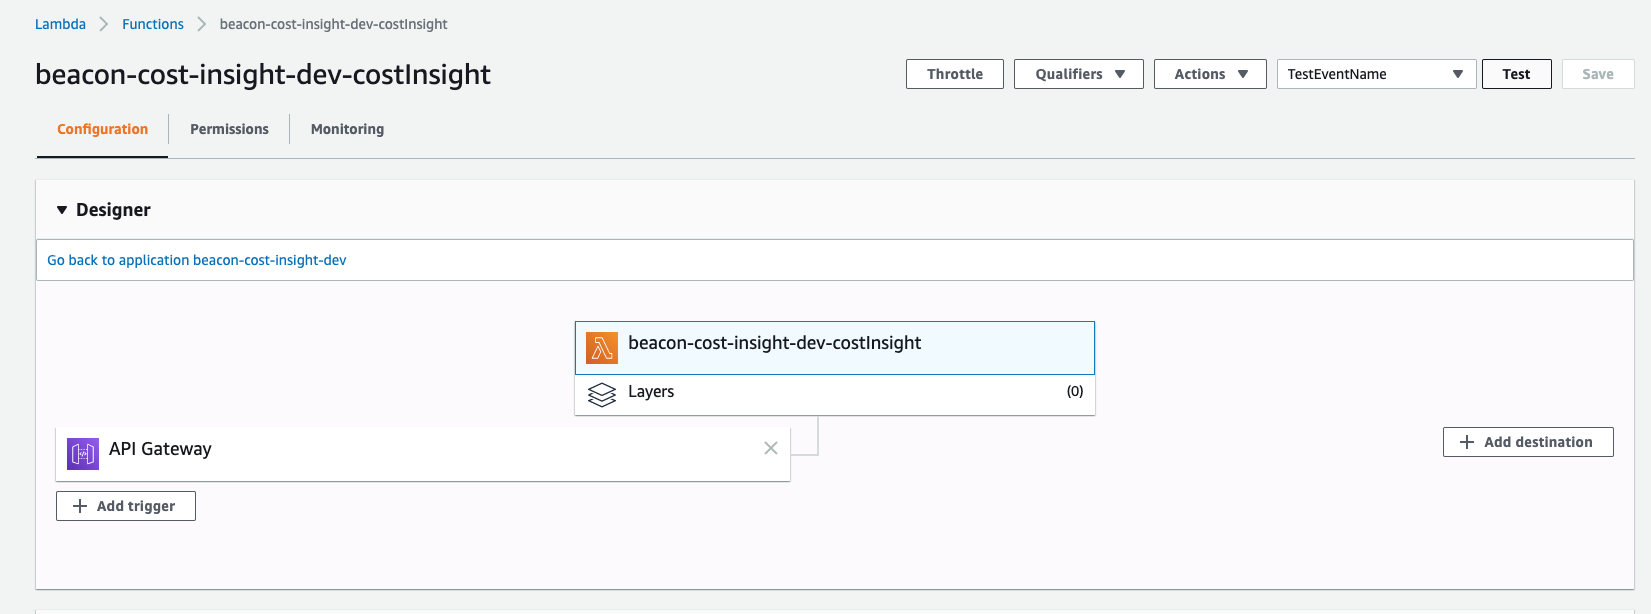 Lambda > Functions > beacon-cost-insight-dev-costInsight
beacon-cost-insight-dev-costInsight
Throttle Qualifiers Actions TestEventName Test Save
Configuration Permissions Monitoring
Designer
Go back to application beacon-cost-insight-dev
beacon-cost-insight-dev-costInsight
Layers (0)
API Gateway
+ Add destination
+ Add trigger